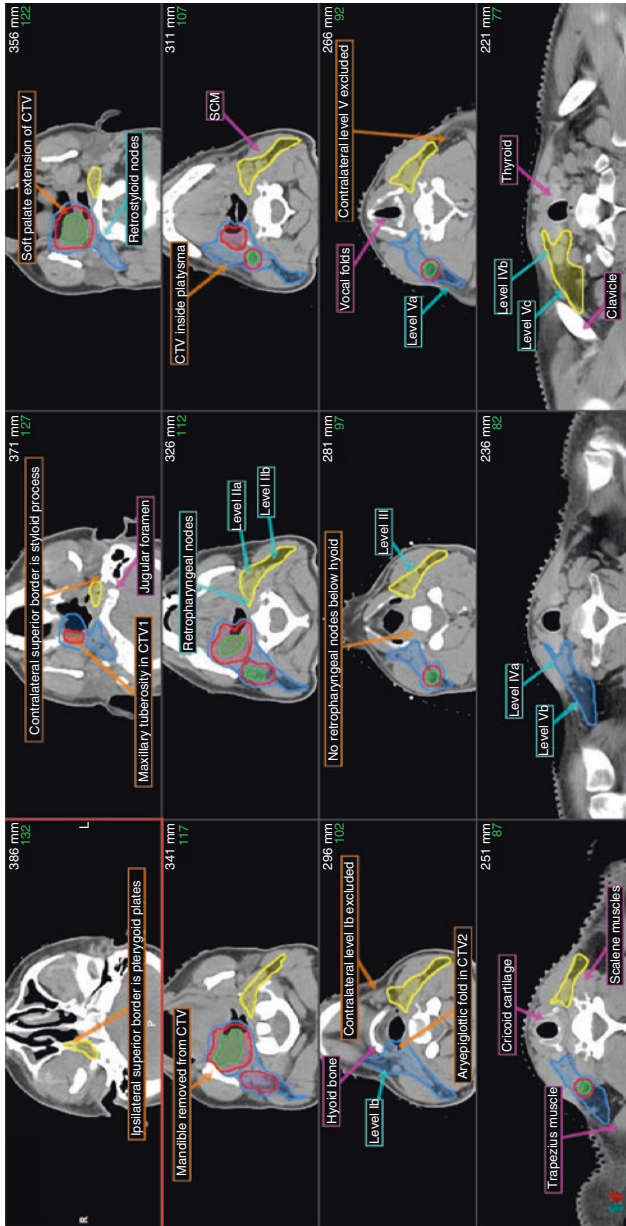 386 mm
132
R
L
P
Ipsilateral superior border is pterygoid plates
371 mm
127
Contralateral superior border is styloid process
Maxillary tuberosity in CTV1
Jugular foramen
356 mm
122
Soft palate extension of CTV
Retrostyloid nodes
341 mm
117
Mandible removed from CTV
326 mm
112
Retropharyngeal nodes
Level IIa
Level IIb
311 mm
107
CTV inside platysma
SCM
296 mm
102
Hyoid bone
Contralateral level Ib excluded
Level Ib
Aryepiglottic fold in CTV2
281 mm
97
No retropharyngeal nodes below hyoid
Level III
266 mm
92
Contralateral level V excluded
Vocal folds
Level Va
251 mm
87
Cricoid cartilage
Trapezius muscle
Scalene muscles
236 mm
82
Level IVa
Level Vb
221 mm
77
Thyroid
Level IVb
Level Vc
Clavicle